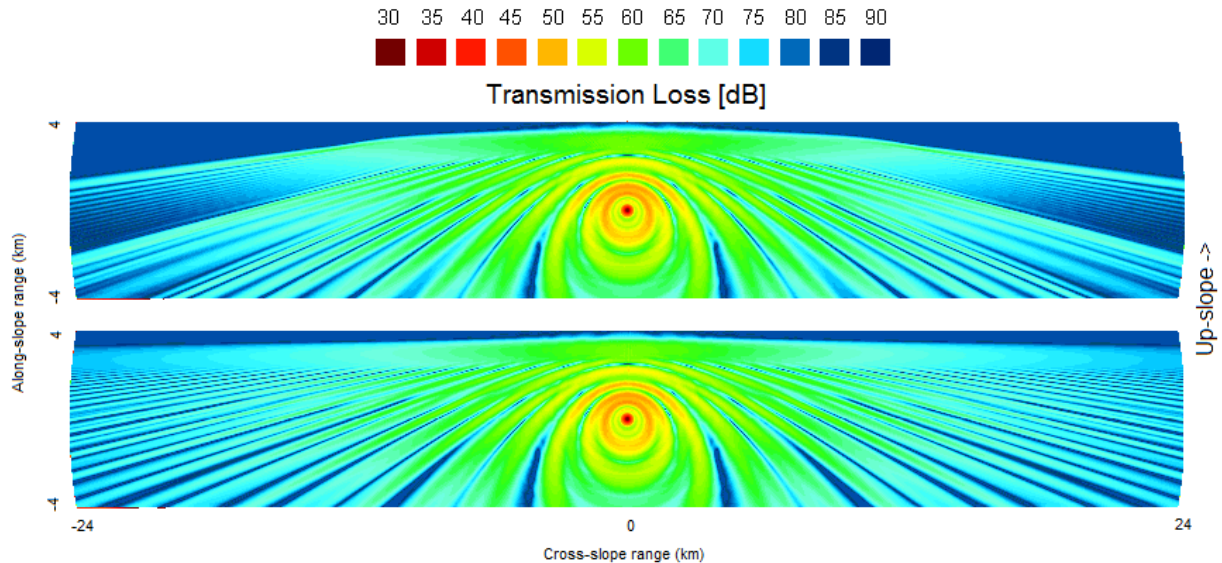 30 35 40 45 50 55 60 65 70 75 80 85 90
Transmission Loss [dB]
4
-4
Along-slope range (km)
4
-4
Up-slope ->
-24 0 24
Cross-slope range (km)